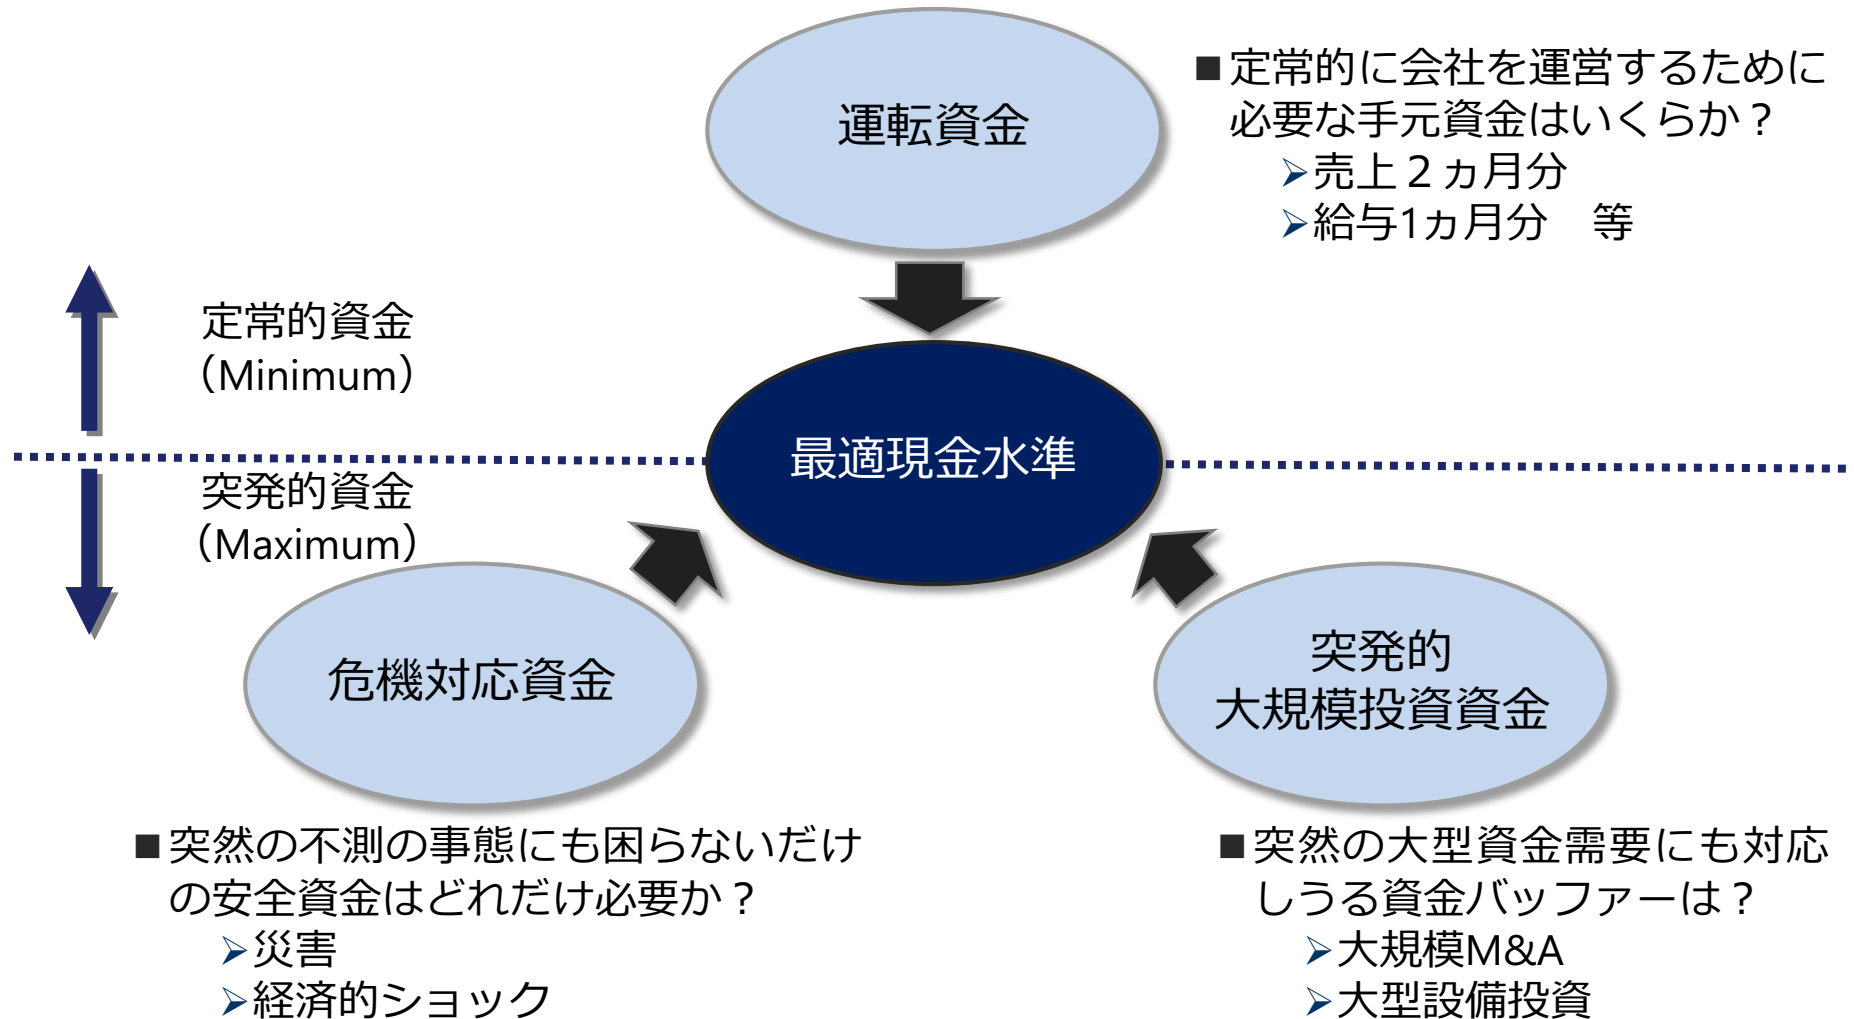 運転資金
■定常的に会社を運営するために
必要な手元資金はいくらか？
➢売上２ヵ月分
➢給与1ヵ月分　等
定常的資金
（Minimum）
最適現金水準
突発的資金
（Maximum）
危機対応資金
突発的
大規模投資資金
■突然の不測の事態にも困らないだけ
の安全資金はどれだけ必要か？
➢災害
➢経済的ショック
■突然の大型資金需要にも対応
しうる資金バッファーは？
➢大規模M&A
➢大型設備投資